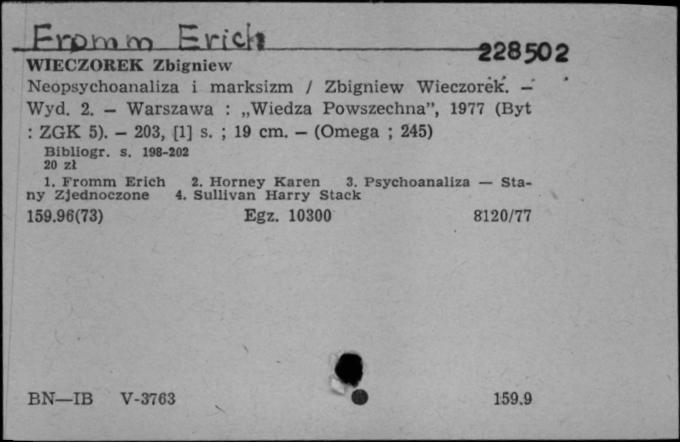 Fromm Erich
228502
WIECZOREK Zbigniew
Neopsychoanaliza i marksizm / Zbigniew Wieczorek. —
Wyd. 2. — Warszawa : „Wiedza Powszechna”, 1977 (Byt
: ZGK 5). — 203, [1] s. ; 19 cm. — (Omega ; 245)
Bibliogr. s. 198-202
20 zł
1. Fromm Erich 2. Horney Karen 3. Psychoanaliza — Sta-
ny Zjednoczone 4. Sullivan Harry Stack
159.96(73) Egz. 10300 8120/77
BN—IB V-3763 159.9